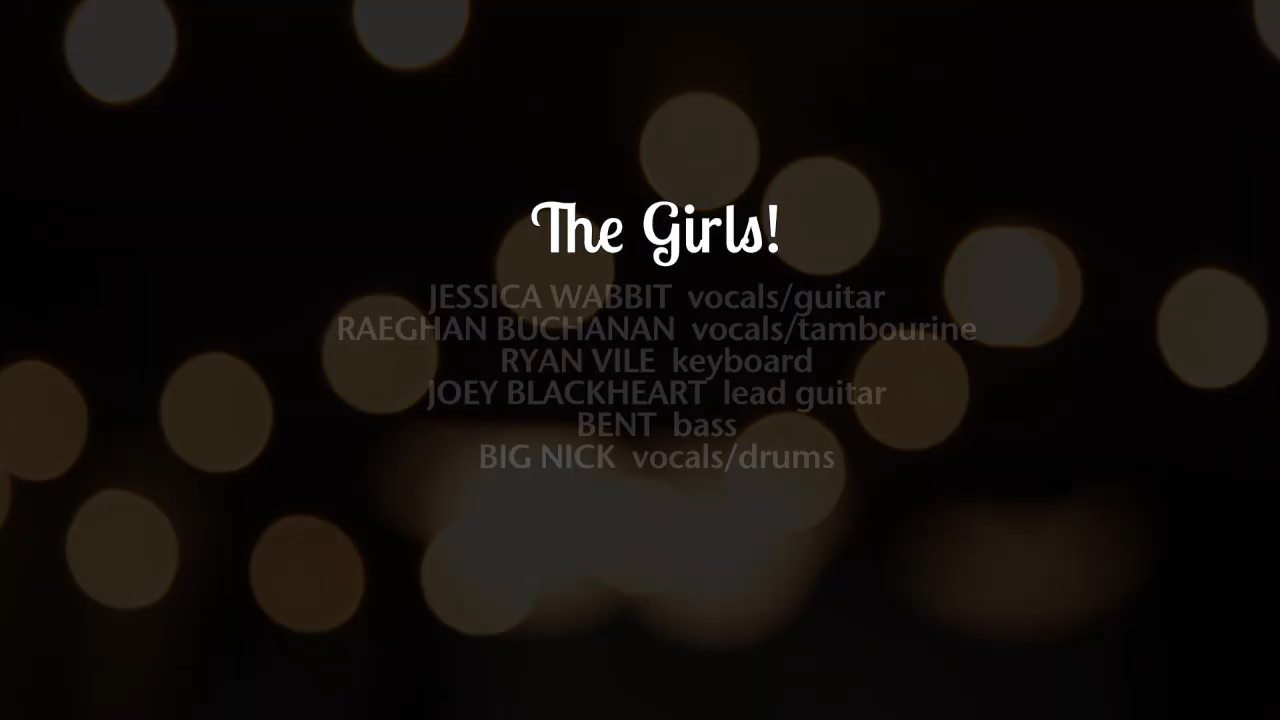 The Girls!
JESSICA WABBIT vocals/guitar
RAEGHAN BUCHANAN vocals/tambourine
RYAN VILE keyboard
JOEY BLACKHEART lead guitar
BENT bass
BIG NICK vocals/drums